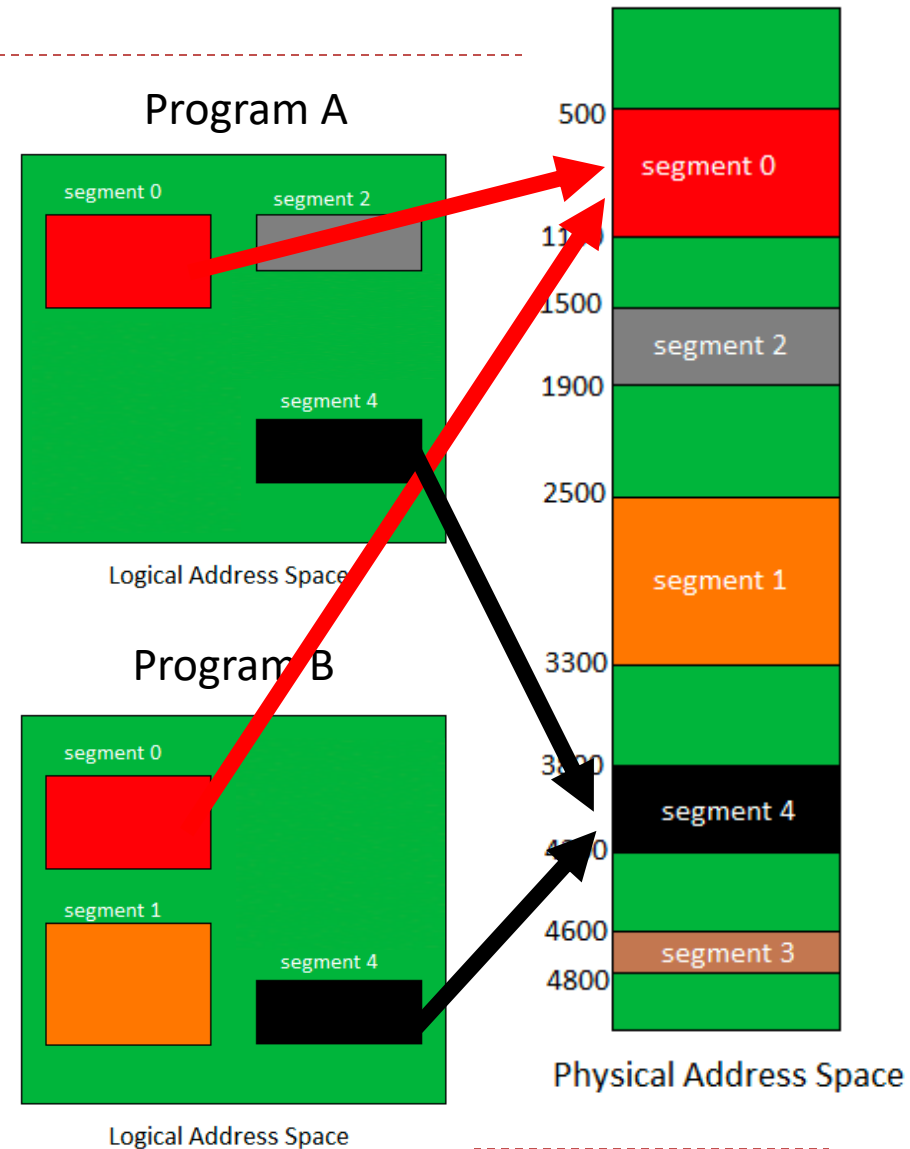 Program A
segment 0
segment 2
segment 4
Logical Address Space
Program B
segment 0
segment 1
segment 4
Logical Address Space
500
segment 0
1500
segment 2
1900
2500
segment 1
3300
segment 4
4600
segment 3
4800
Physical Address Space